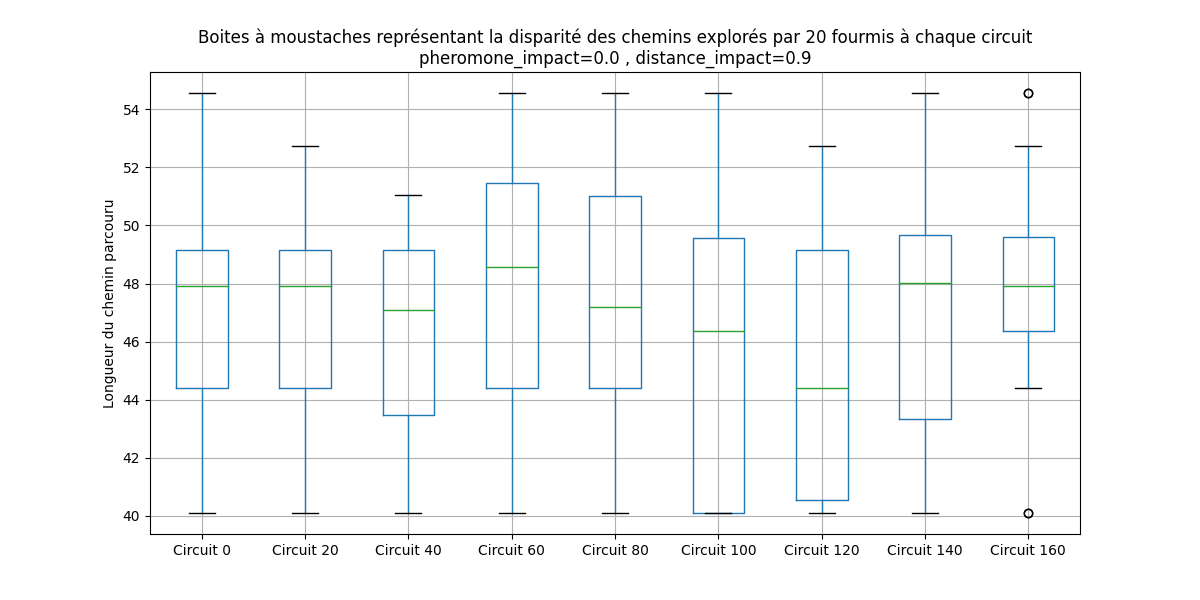 Boites à moustaches représentant la disparité des chemins explorés par 20 fourmis à chaque circuit
pheromone_impact=0.0 , distance_impact=0.9
Longueur du chemin parcouru
54
52
50
48
46
44
42
40
Circuit 0
Circuit 20
Circuit 40
Circuit 60
Circuit 80
Circuit 100
Circuit 120
Circuit 140
Circuit 160